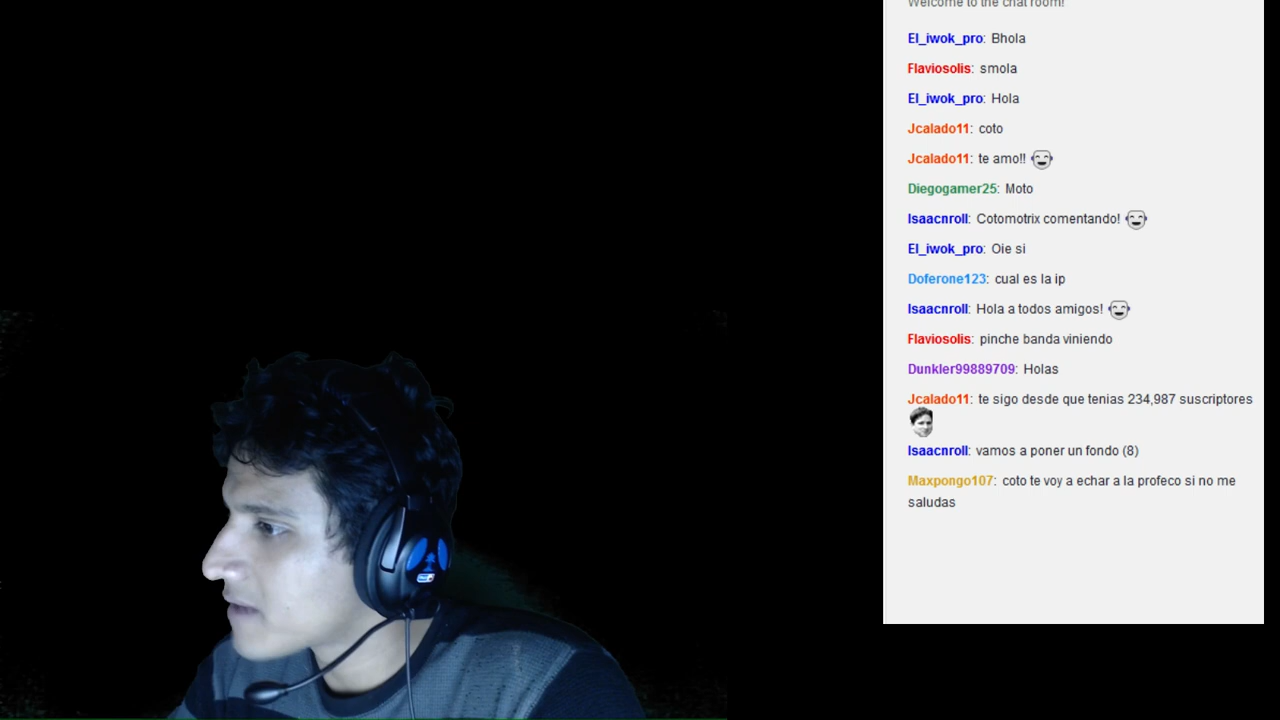 Welcome to the chat room!
El_iwok_pro: Bhola
Flaviosolis: smola
El_iwok_pro: Hola
Jcalado11: coto
Jcalado11: te amo!!
Diegogamer25: Moto
Isaacnroll: Cotomotrix comentando!
El_iwok_pro: Oie si
Doferone123: cual es la ip
Isaacnroll: Hola a todos amigos!
Flaviosolis: pinche banda viniendo
Dunkler99889709: Holas
Jcalado11: te sigo desde que tenias 234,987 suscriptores
Isaacnroll: vamos a poner un fondo (8)
Maxpongo107: coto te voy a echar a la profeco si no me
saludas